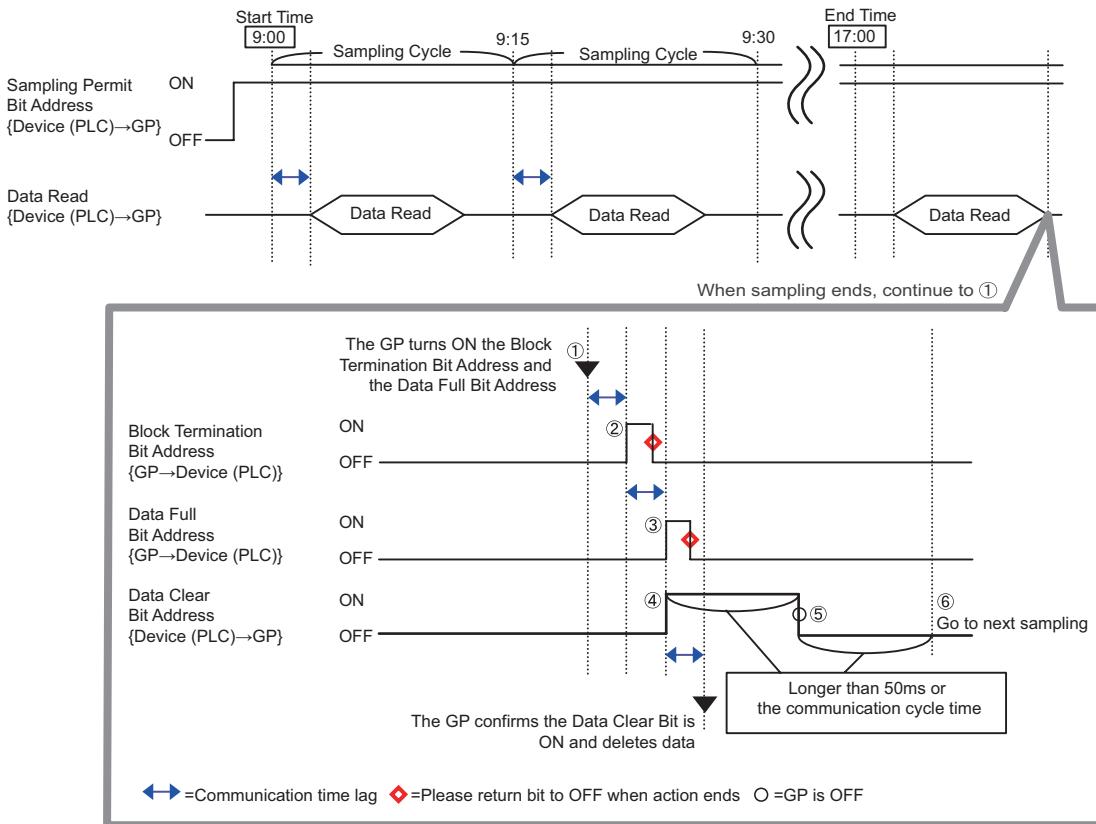 Start Time
End Time
9:00
9:15
9:30
17:00
Sampling Cycle
Sampling Cycle
Sampling Permit
Bit Address
{Device (PLC)→GP}
ON
OFF
Data Read
{Device (PLC)→GP}
Data Read
Data Read
Data Read
When sampling ends, continue to ①
The GP turns ON the Block
Termination Bit Address and
the Data Full Bit Address
①
Block Termination
Bit Address
{GP→Device (PLC)}
ON
OFF
②
Data Full
Bit Address
{GP→Device (PLC)}
ON
OFF
③
Data Clear
Bit Address
{Device (PLC)→GP}
ON
OFF
④
⑤
⑥
Go to next sampling
Longer than 50ms or
the communication cycle time
The GP confirms the Data Clear Bit is
ON and deletes data
=Communication time lag
=Please return bit to OFF when action ends
=GP is OFF